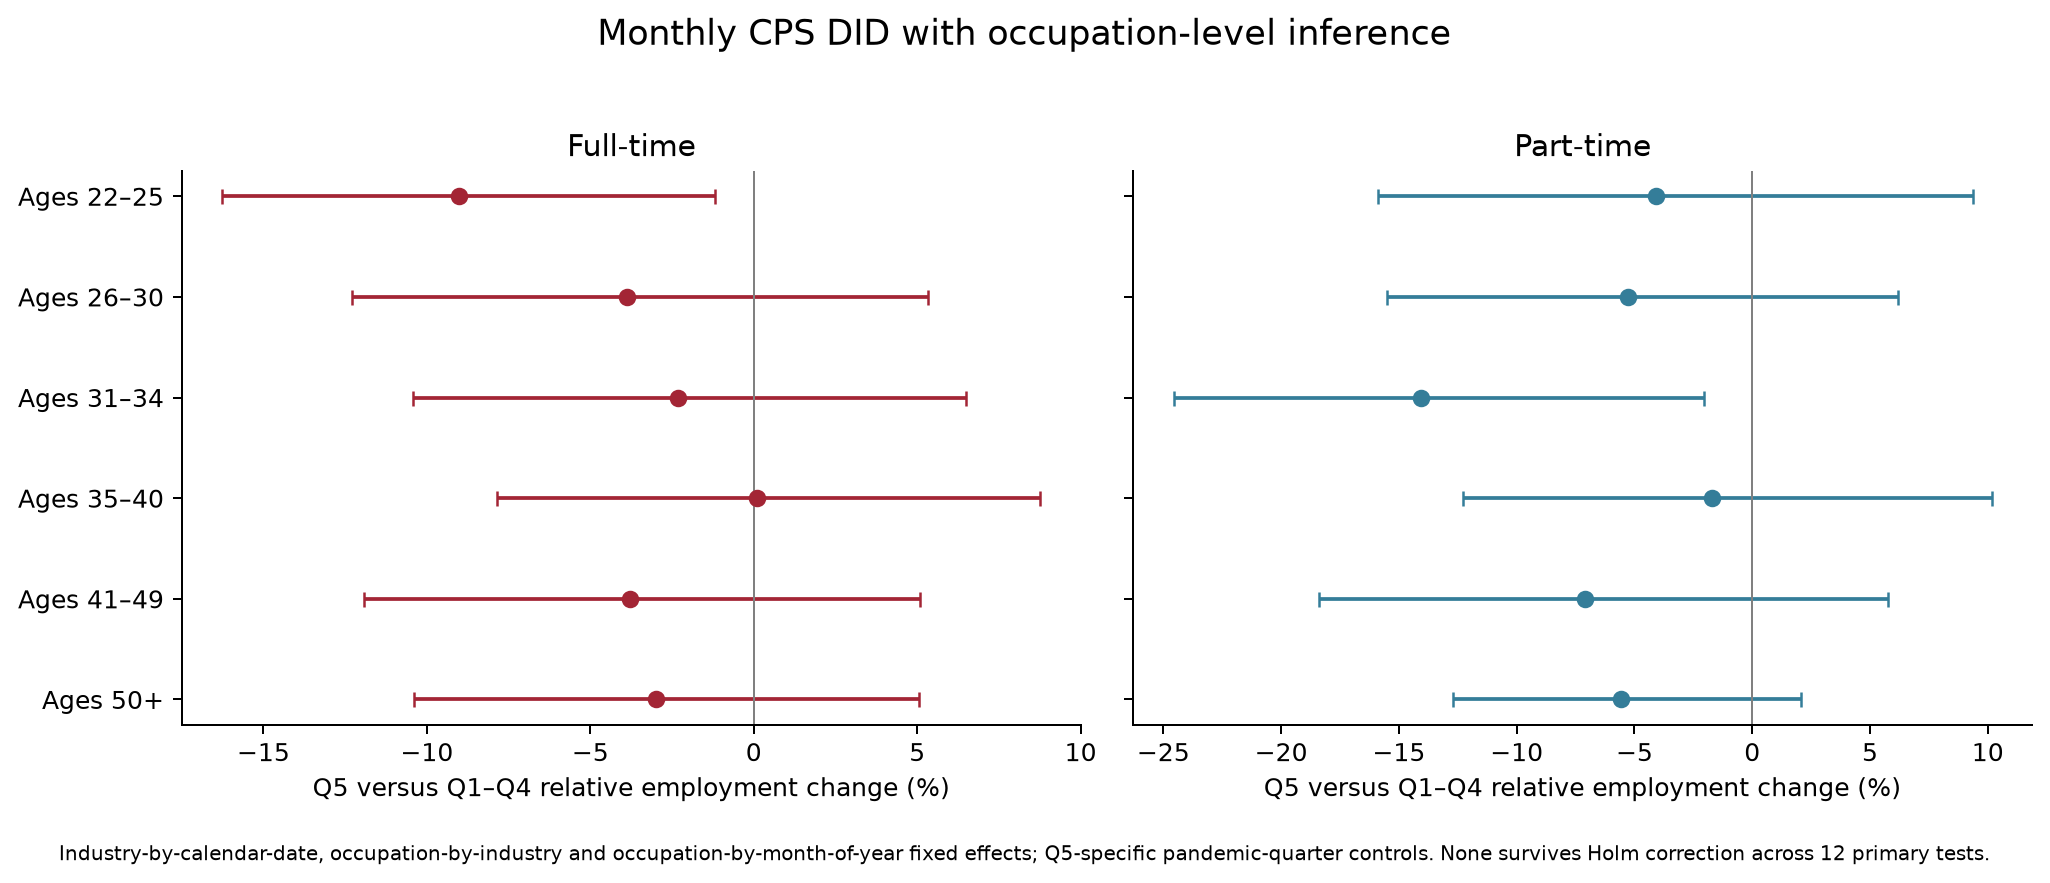 Monthly CPS DID with occupation-level inference
Full-time
Ages 22–25
Ages 26–30
Ages 31–34
Ages 35–40
Ages 41–49
Ages 50+
−15 −10 −5 0 5 10
Q5 versus Q1–Q4 relative employment change (%)
Part-time
−25 −20 −15 −10 −5 0 5 10
Q5 versus Q1–Q4 relative employment change (%)
Industry-by-calendar-date, occupation-by-industry and occupation-by-month-of-year fixed effects; Q5-specific pandemic-quarter controls. None survives Holm correction across 12 primary tests.